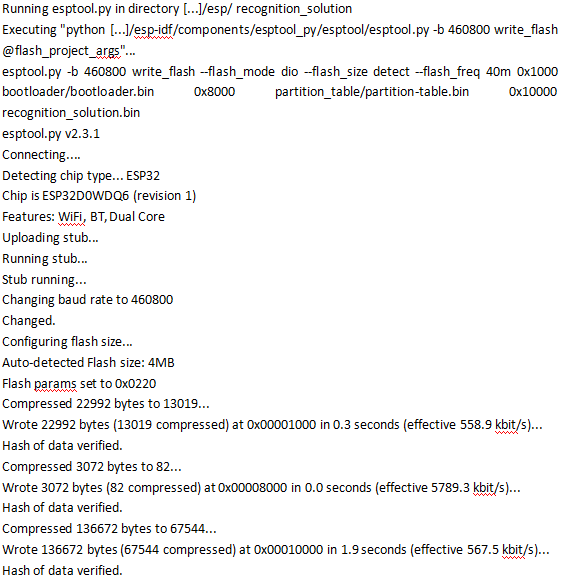 Running esptool.py in directory [...]/esp/ recognition_solution
Executing "python [...]/esp-idf/components/esptool_py/esptool/esptool.py -b 460800 write_flash
@flash_project_args"...
esptool.py -b 460800 write_flash --flash_mode dio --flash_size detect --flash_freq 40m 0x1000
bootloader/bootloader.bin 0x8000 partition_table/partition-table.bin 0x10000
recognition_solution.bin
esptool.py v2.3.1
Connecting....
Detecting chip type... ESP32
Chip is ESP32D0WDQ6 (revision 1)
Features: WiFi, BT, Dual Core
Uploading stub...
Running stub...
Stub running...
Changing baud rate to 460800
Changed.
Configuring flash size...
Auto-detected Flash size: 4MB
Flash params set to 0x0220
Compressed 22992 bytes to 13019...
Wrote 22992 bytes (13019 compressed) at 0x00001000 in 0.3 seconds (effective 558.9 kbit/s)...
Hash of data verified.
Compressed 3072 bytes to 82...
Wrote 3072 bytes (82 compressed) at 0x00008000 in 0.0 seconds (effective 5789.3 kbit/s)...
Hash of data verified.
Compressed 136672 bytes to 67544...
Wrote 136672 bytes (67544 compressed) at 0x00010000 in 1.9 seconds (effective 567.5 kbit/s)...
Hash of data verified.